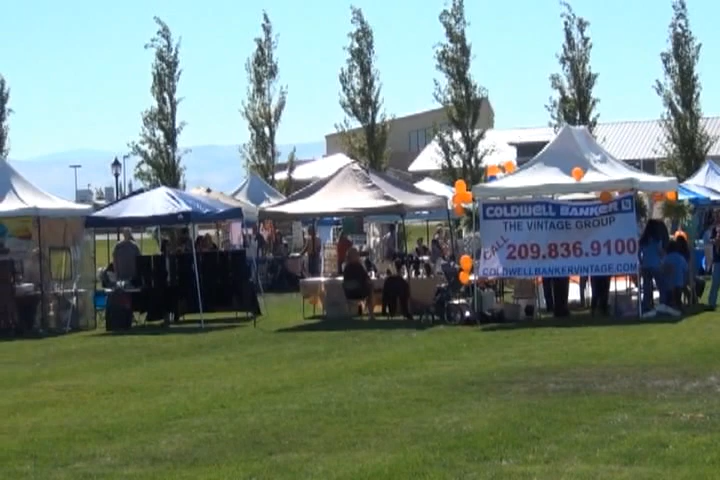 COLDWELL BANKER
THE VINTAGE GROUP
CALL
209.836.9100
COLDWELLBANKERVINTAGE.COM